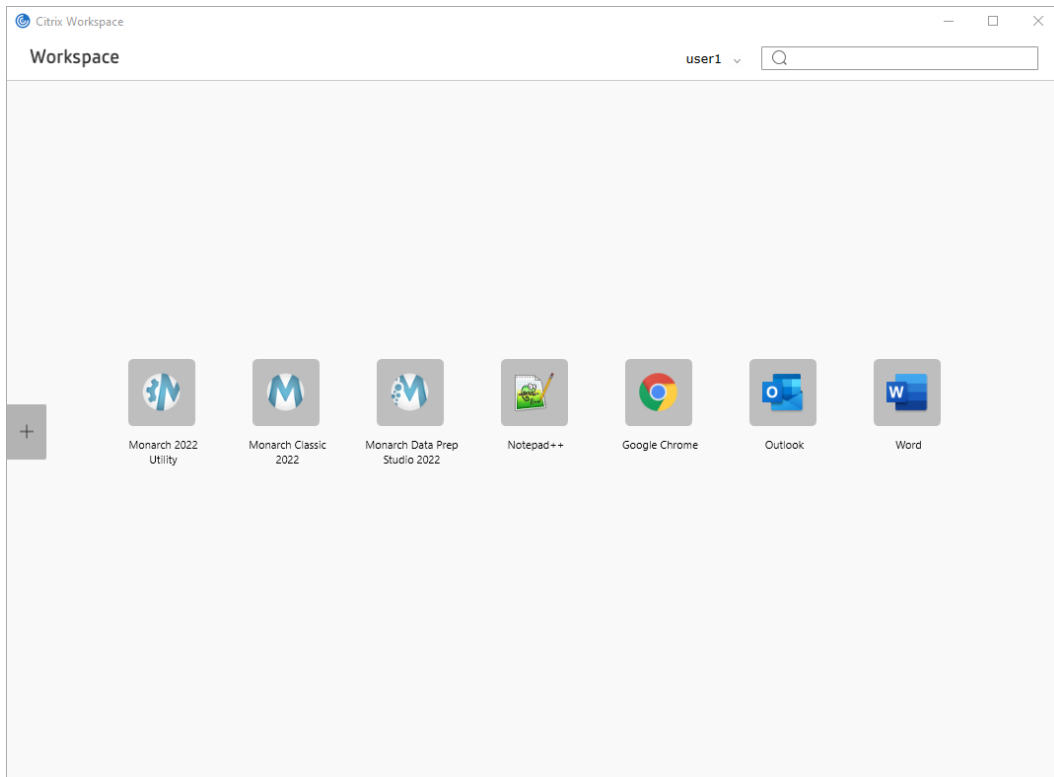 Citrix Workspace
Workspace
user1
Monarch 2022
Utility
Monarch Classic
2022
Monarch Data Prep
Studio 2022
Notepad++
Google Chrome
Outlook
Word